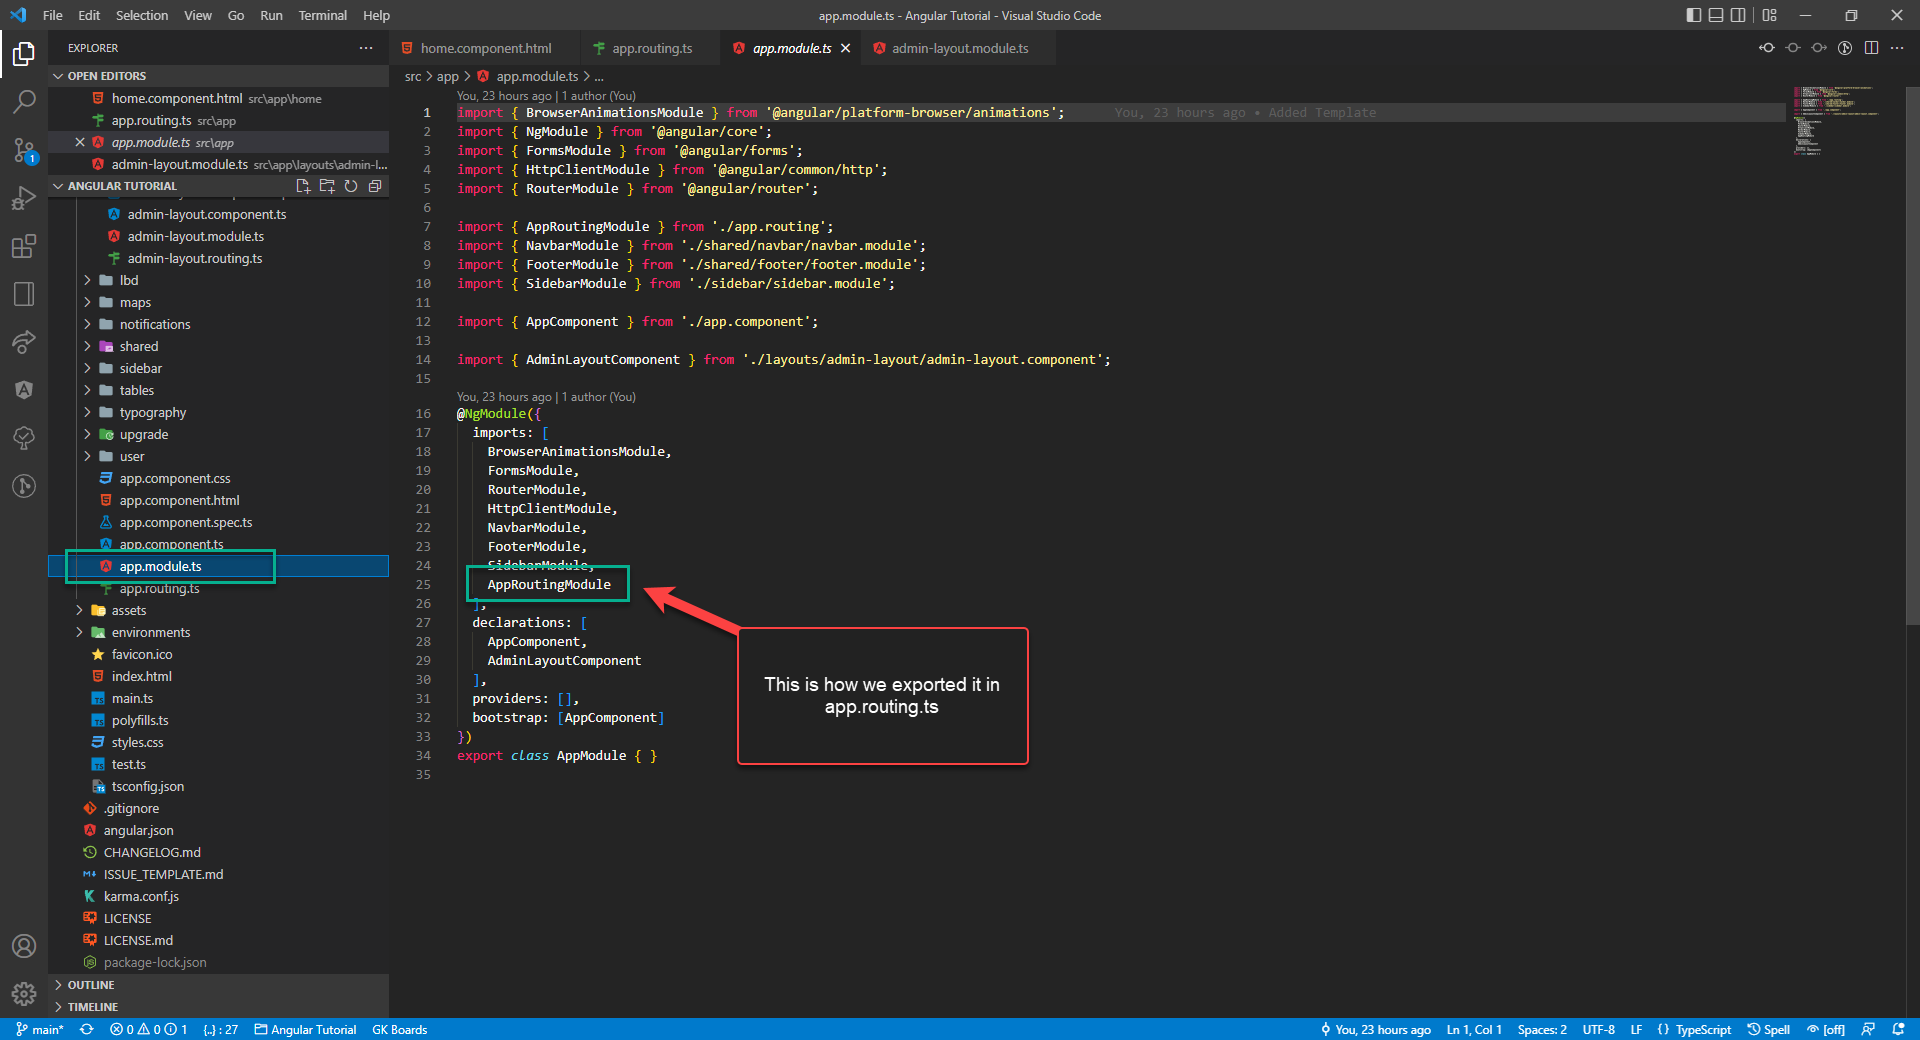 File Edit Selection View Go Run Terminal Help
app.module.ts - Angular Tutorial - Visual Studio Code
EXPLORER
OPEN EDITORS
home.component.html src\app\home
app.routing.ts src\app
app.module.ts src\app
admin-layout.module.ts src\app\layouts\admin-l...
ANGULAR TUTORIAL
admin-layout.component.ts
admin-layout.module.ts
admin-layout.routing.ts
lbd
maps
notifications
shared
sidebar
tables
typography
upgrade
user
app.component.css
app.component.html
app.component.spec.ts
app.component.ts
app.module.ts
app.routing.ts
assets
environments
favicon.ico
index.html
main.ts
polyfills.ts
styles.css
test.ts
tsconfig.json
.gitignore
angular.json
CHANGELOG.md
ISSUE_TEMPLATE.md
karma.conf.js
LICENSE
LICENSE.md
package-lock.json
OUTLINE
TIMELINE
home.component.html app.routing.ts app.module.ts admin-layout.module.ts
src > app > app.module.ts > ...
You, 23 hours ago | 1 author (You)
1 import { BrowserAnimationsModule } from '@angular/platform-browser/animations'; You, 23 hours ago • Added Template
2 import { NgModule } from '@angular/core';
3 import { FormsModule } from '@angular/forms';
4 import { HttpClientModule } from '@angular/common/http';
5 import { RouterModule } from '@angular/router';
6
7 import { AppRoutingModule } from './app.routing';
8 import { NavbarModule } from './shared/navbar/navbar.module';
9 import { FooterModule } from './shared/footer/footer.module';
10 import { SidebarModule } from './sidebar/sidebar.module';
11
12 import { AppComponent } from './app.component';
13
14 import { AdminLayoutComponent } from './layouts/admin-layout/admin-layout.component';
15
You, 23 hours ago | 1 author (You)
16 @NgModule({
17 imports: [
18 BrowserAnimationsModule,
19 FormsModule,
20 RouterModule,
21 HttpClientModule,
22 NavbarModule,
23 FooterModule,
24 SidebarModule,
25 AppRoutingModule
26 ],
27 declarations: [
28 AppComponent,
29 AdminLayoutComponent
30 ],
31 providers: [],
32 bootstrap: [AppComponent]
33 })
34 export class AppModule { }
35
This is how we exported it in
app.routing.ts
1
main* 0 0 1 {..} : 27 Angular Tutorial GK Boards
You, 23 hours ago Ln 1, Col 1 Spaces: 2 UTF-8 LF {} TypeScript Spell [off]